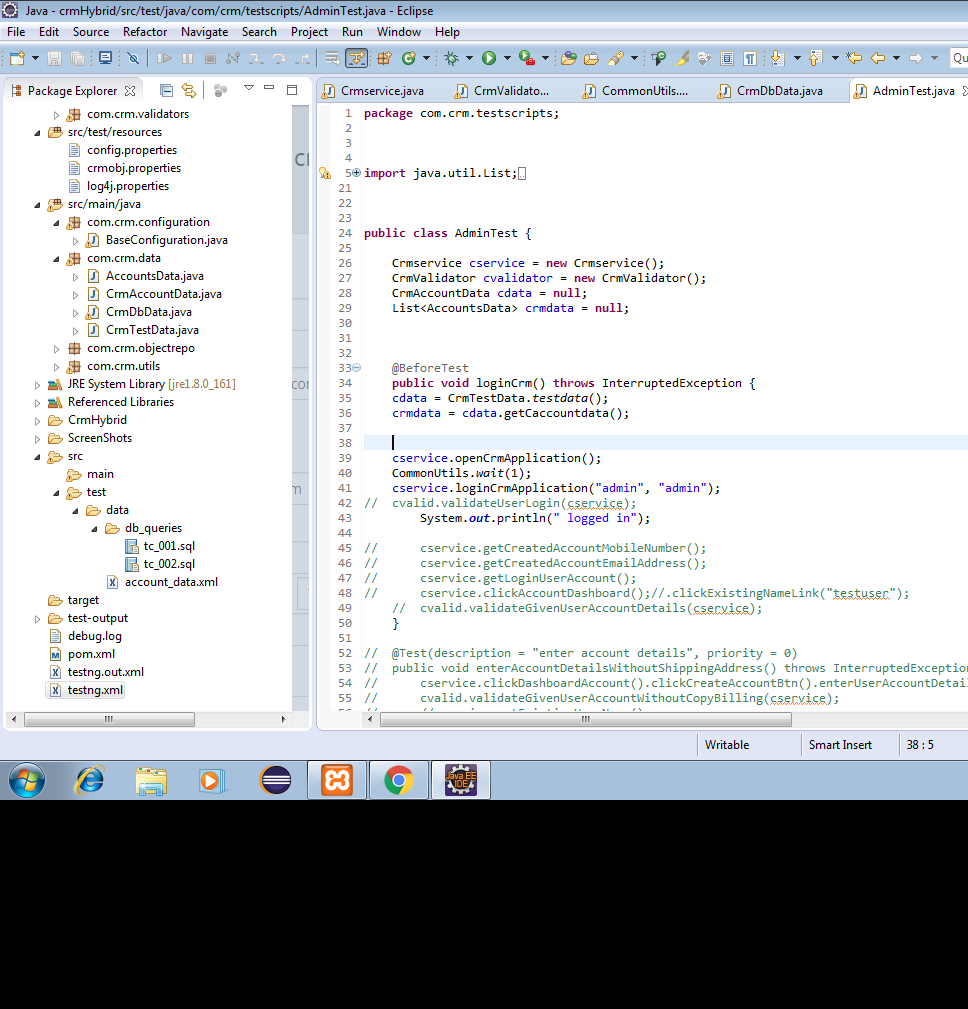 Java - crmHybrid/src/test/java/com/crm/testscripts/AdminTest.java - Eclipse
File Edit Source Refactor Navigate Search Project Run Window Help
Package Explorer
com.crm.validators
src/test/resources
config.properties
crmobj.properties
log4j.properties
src/main/java
com.crm.configuration
BaseConfiguration.java
com.crm.data
AccountsData.java
CrmAccountData.java
CrmDbData.java
CrmTestData.java
com.crm.objectrepo
com.crm.utils
JRE System Library [jre1.8.0_161]
Referenced Libraries
CrmHybrid
ScreenShots
src
main
test
data
db_queries
tc_001.sql
tc_002.sql
account_data.xml
target
test-output
debug.log
pom.xml
testng.out.xml
testng.xml
Crmservice.java CrmValidato... CommonUtils.... CrmDbData.java AdminTest.java
1 package com.crm.testscripts;
2
3
4
5 import java.util.List;
21
22
23
24 public class AdminTest {
25
26 Crmservice cservice = new Crmservice();
27 CrmValidator cvalidator = new CrmValidator();
28 CrmAccountData cdata = null;
29 List<AccountsData> crmdata = null;
30
31
32
33 @BeforeTest
34 public void loginCrm() throws InterruptedException {
35 cdata = CrmTestData.testdata();
36 crmdata = cdata.getCaccountdata();
37
38
39 cservice.openCrmApplication();
40 CommonUtils.wait(1);
41 cservice.loginCrmApplication("admin", "admin");
42 // cvalid.validateUserLogin(cservice);
43 System.out.println(" logged in");
44
45 // cservice.getCreatedAccountMobileNumber();
46 // cservice.getCreatedAccountEmailAddress();
47 // cservice.getLoginUserAccount();
48 // cservice.clickAccountDashboard();//.clickExistingNameLink("testuser");
49 // cvalid.validateGivenUserAccountDetails(cservice);
50 }
51
52 // @Test(description = "enter account details", priority = 0)
53 // public void enterAccountDetailsWithoutShippingAddress() throws InterruptedException
54 // cservice.clickDashboardAccount().clickCreateAccountBtn().enterUserAccountDetai
55 // cvalid.validateUserAccountWithoutCopyBilling(cservice);
Writable Smart Insert 38 : 5
Java EE
IDE